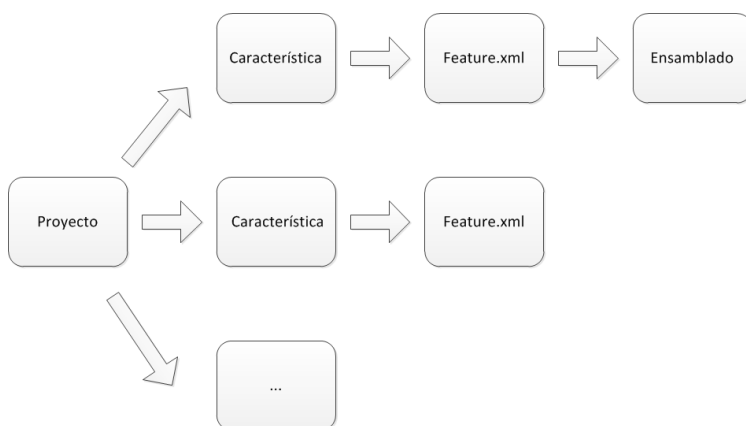 Característica
Feature.xml
Ensamblado
Proyecto
Característica
Feature.xml
...